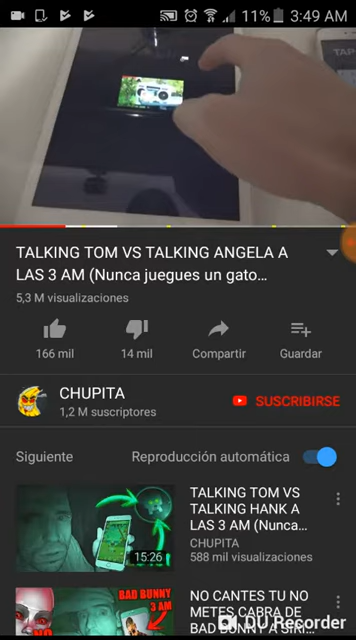 11% 3:49 AM
TAP
TALKING TOM VS TALKING ANGELA A
LAS 3 AM (Nunca juegues un gato...
5,3 M visualizaciones
166 mil
14 mil
Compartir
Guardar
CHUPITA
1,2 M suscriptores
SUSCRIBIRSE
Siguiente
Reproducción automática
15:26
TALKING TOM VS
TALKING HANK A
LAS 3 AM (Nunca...
CHUPITA
588 mil visualizaciones
NO
BAD BUNNY
3 AM
NO CANTES TU NO
METES CABRA DE
BAD BUNNY A SIRI
DU Recorder